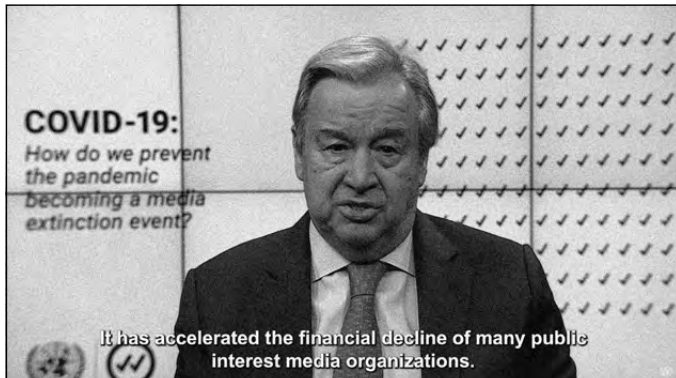 COVID-19:
How do we prevent
the pandemic
becoming a media
extinction event?
It has accelerated the financial decline of many public
interest media organizations.